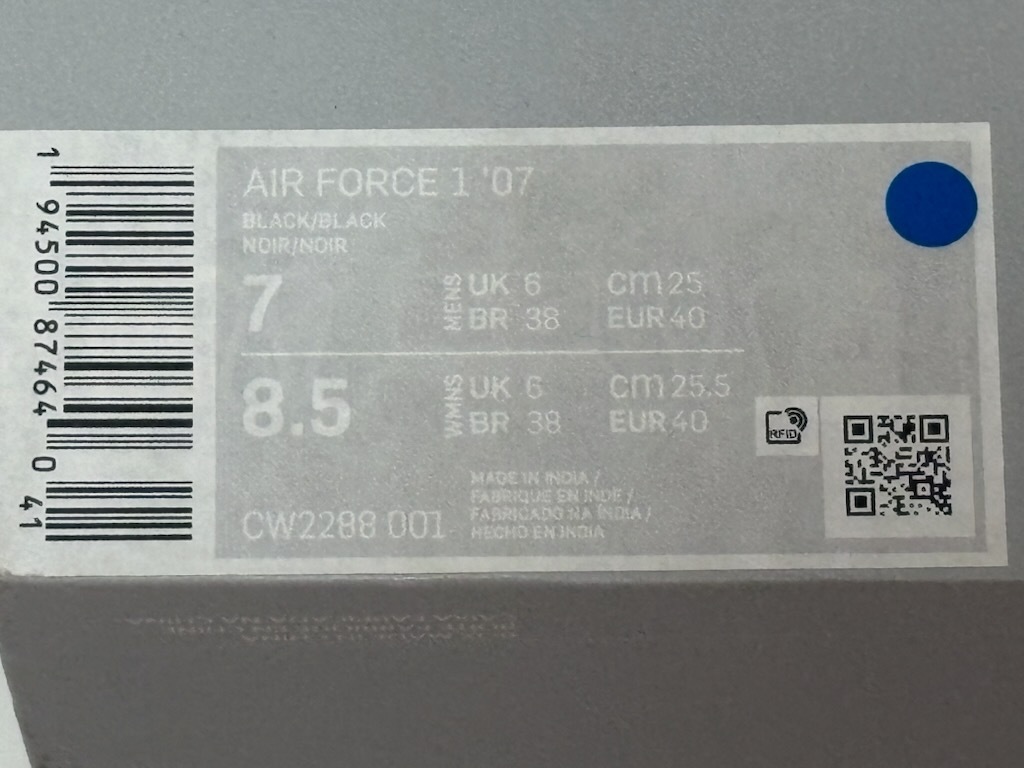 1 94500 87464 0 41
AIR FORCE 1 '07
BLACK/BLACK
NOIR/NOIR
7 MENS UK 6 cm 25
BR 38 EUR 40
8.5 WMNS UK 6 cm 25.5
BR 38 EUR 40
RFID
MADE IN INDIA /
FABRIQUE EN INDE /
FABRICADO NA ÍNDIA /
HECHO EN INDIA
CW2288 001